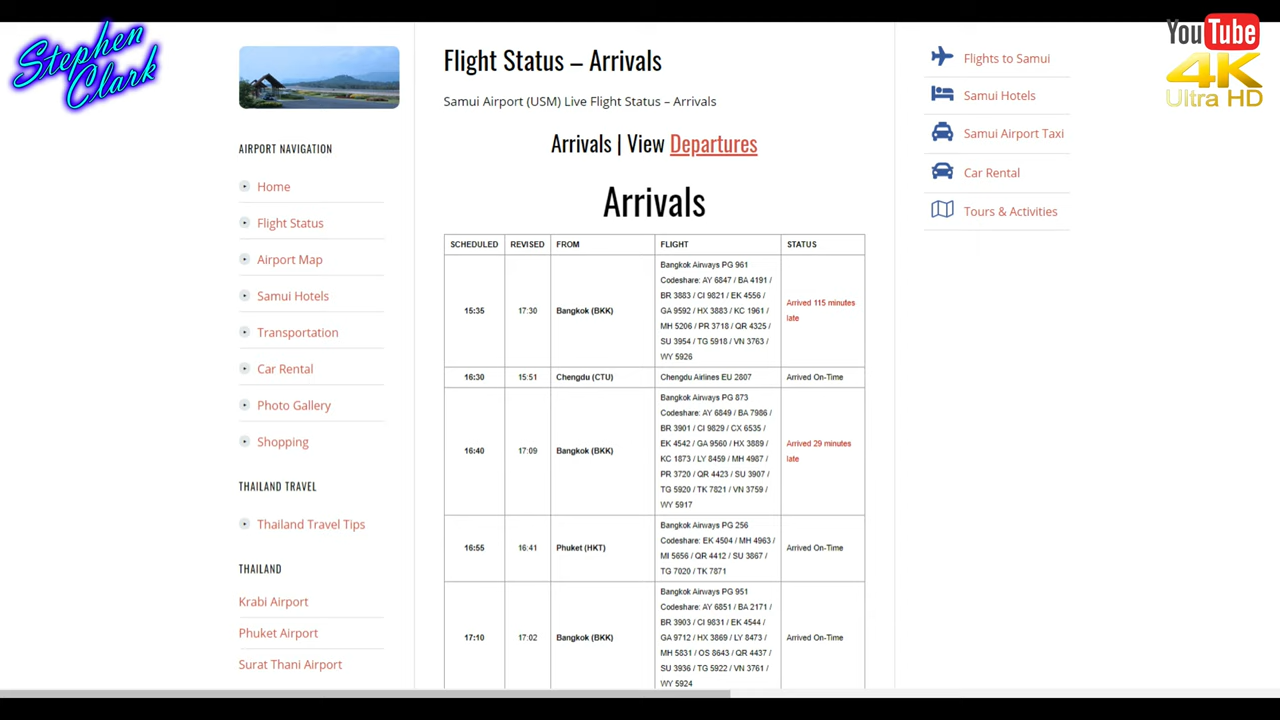 Stephen
Clark
YouTube
4K
Ultra HD
AIRPORT NAVIGATION
Home
Flight Status
Airport Map
Samui Hotels
Transportation
Car Rental
Photo Gallery
Shopping
THAILAND TRAVEL
Thailand Travel Tips
THAILAND
Krabi Airport
Phuket Airport
Surat Thani Airport
Flight Status – Arrivals
Samui Airport (USM) Live Flight Status – Arrivals
Arrivals | View Departures
Arrivals
SCHEDULED REVISED FROM FLIGHT STATUS
15:35 17:30 Bangkok (BKK)
Bangkok Airways PG 961
Codeshare: AY 6847 / BA 4191 /
BR 3883 / CI 9821 / EK 4556 /
GA 9592 / HX 3883 / KC 1961 /
MH 5206 / PR 3718 / QR 4325 /
SU 3954 / TG 5918 / VN 3763 /
WY 5926
Arrived 115 minutes
late
16:30 15:51 Chengdu (CTU) Chengdu Airlines EU 2807 Arrived On-Time
16:40 17:09 Bangkok (BKK)
Bangkok Airways PG 873
Codeshare: AY 6849 / BA 7986 /
BR 3901 / CI 9829 / CX 6535 /
EK 4542 / GA 9560 / HX 3889 /
KC 1873 / LY 8459 / MH 4987 /
PR 3720 / QR 4423 / SU 3907 /
TG 5920 / TK 7821 / VN 3759 /
WY 5917
Arrived 29 minutes
late
16:55 16:41 Phuket (HKT)
Bangkok Airways PG 256
Codeshare: EK 4504 / MH 4963 /
MI 5656 / QR 4412 / SU 3867 /
TG 7020 / TK 7871
Arrived On-Time
17:10 17:02 Bangkok (BKK)
Bangkok Airways PG 951
Codeshare: AY 6851 / BA 2171 /
BR 3903 / CI 9831 / EK 4544 /
GA 9712 / HX 3869 / LY 8473 /
MH 5831 / OS 8643 / QR 4437 /
SU 3936 / TG 5922 / VN 3761 /
WY 5924
Arrived On-Time
Flights to Samui
Samui Hotels
Samui Airport Taxi
Car Rental
Tours & Activities